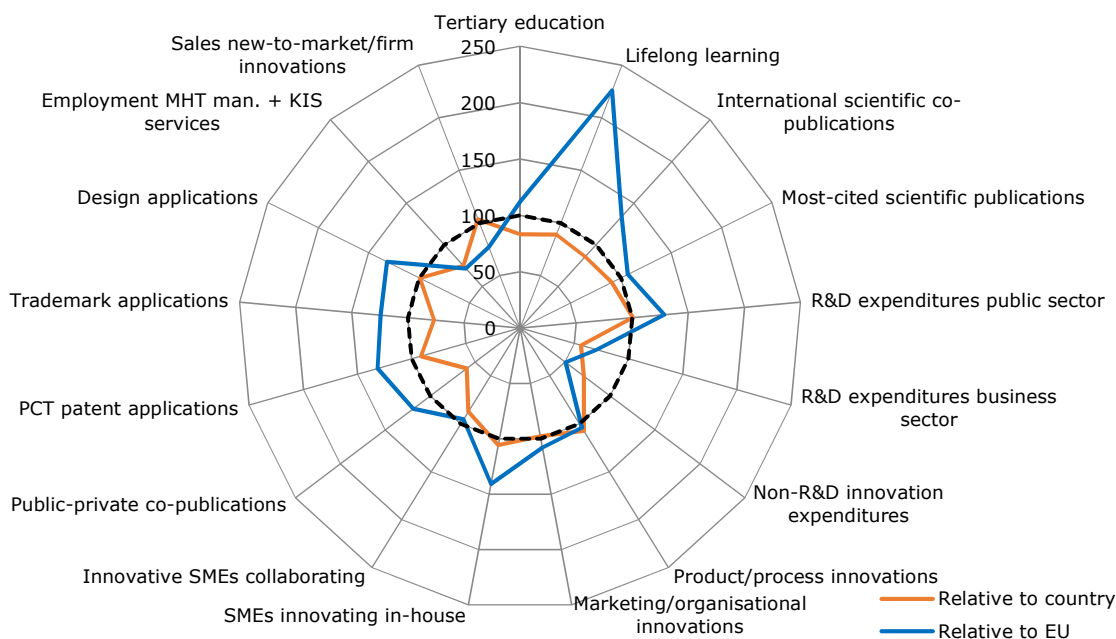 Tertiary education
Lifelong learning
International scientific co-
publications
Most-cited scientific publications
R&D expenditures public sector
R&D expenditures business
sector
Non-R&D innovation
expenditures
Product/process innovations
Marketing/organisational
innovations
SMEs innovating in-house
Innovative SMEs collaborating
Public-private co-publications
PCT patent applications
Trademark applications
Design applications
Employment MHT man. + KIS
services
Sales new-to-market/firm
innovations
250
200
150
100
50
0
Relative to country
Relative to EU